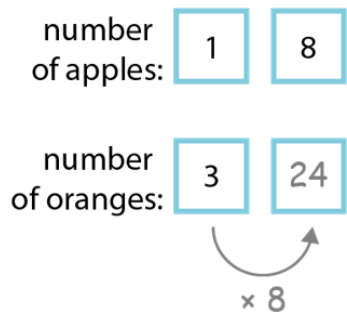 number
of apples: 1 8
number
of oranges: 3 24
× 8